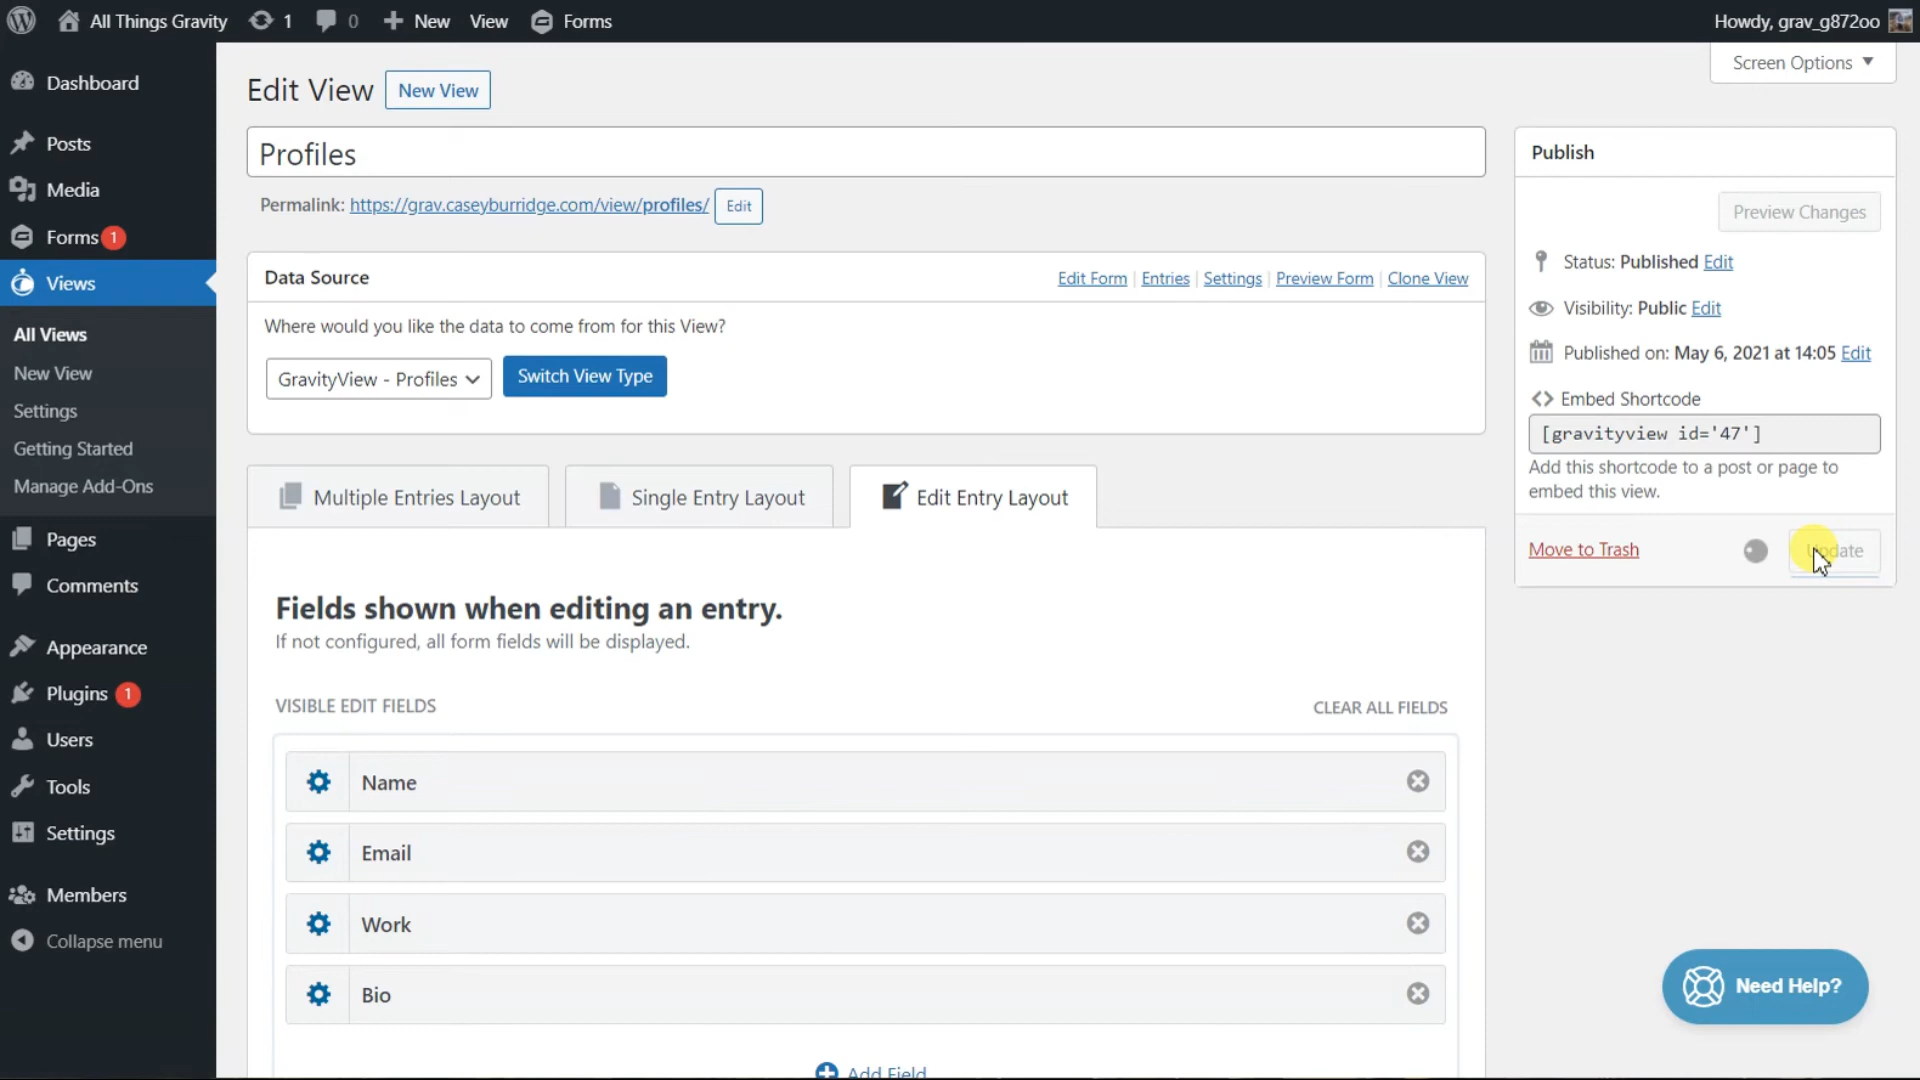 All Things Gravity 1 0 New View Forms Howdy, grav_g872oo
Screen Options
Dashboard
Posts
Media
Forms 1
Views
All Views
New View
Settings
Getting Started
Manage Add-Ons
Pages
Comments
Appearance
Plugins 1
Users
Tools
Settings
Members
Collapse menu
Edit View New View
Profiles
Permalink: https://grav.caseyburridge.com/view/profiles/ Edit
Data Source Edit Form | Entries | Settings | Preview Form | Clone View
Where would you like the data to come from for this View?
GravityView - Profiles Switch View Type
Multiple Entries Layout Single Entry Layout Edit Entry Layout
Fields shown when editing an entry.
If not configured, all form fields will be displayed.
VISIBLE EDIT FIELDS CLEAR ALL FIELDS
Name
Email
Work
Bio
Add Field
Publish
Preview Changes
Status: Published Edit
Visibility: Public Edit
Published on: May 6, 2021 at 14:05 Edit
<> Embed Shortcode
[gravityview id='47']
Add this shortcode to a post or page to
embed this view.
Move to Trash Update
Need Help?